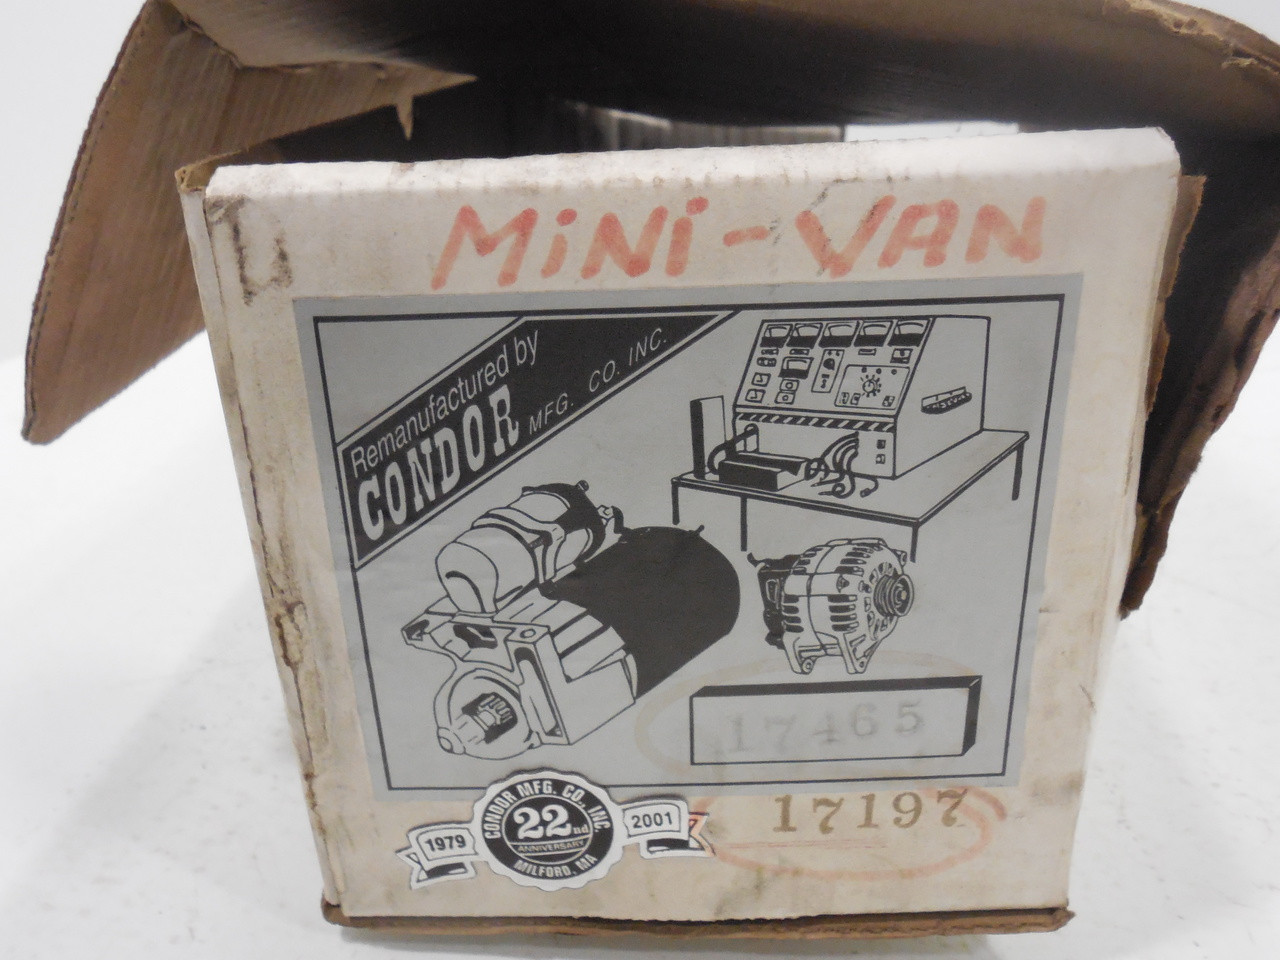 MiNi-VAN
Remanufactured by
CONDOR MFG. CO. INC.
17465
17197
CONDOR MFG. CO., INC.
1979
22nd
2001
ANNIVERSARY
MILFORD, MA